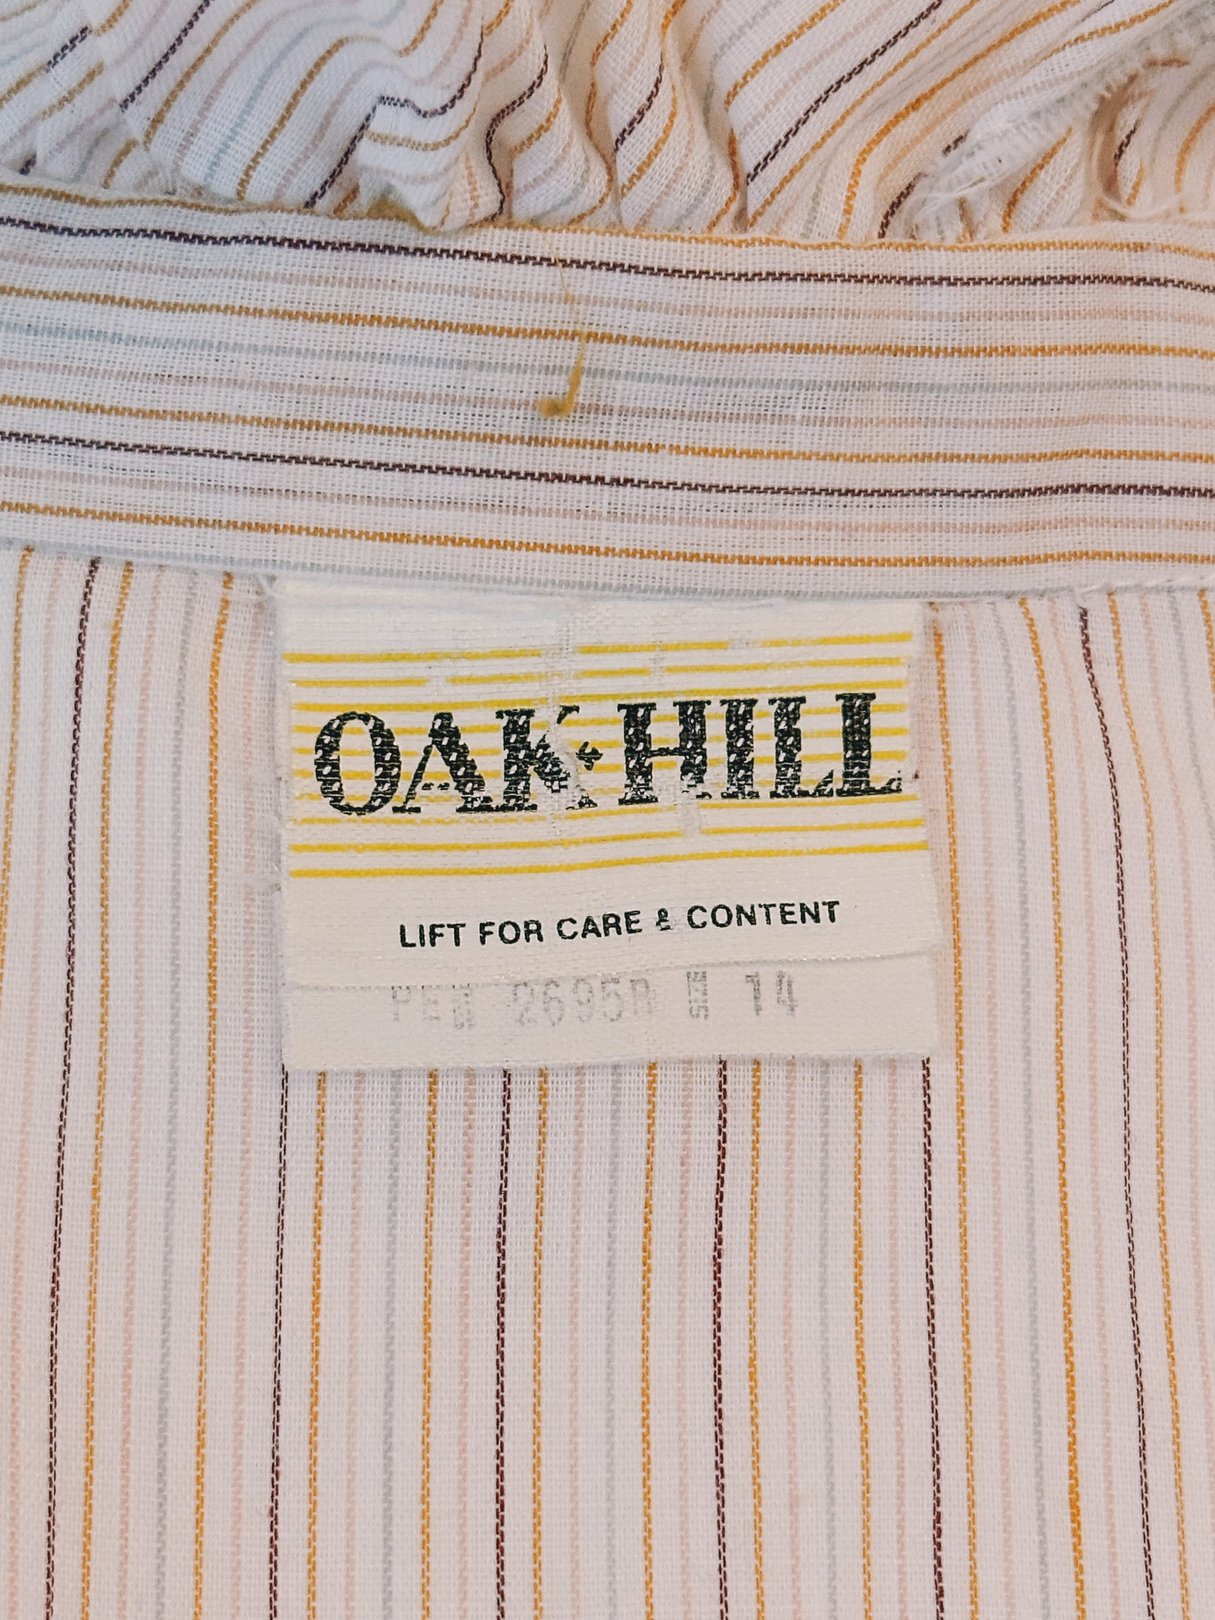 OAK HILL
LIFT FOR CARE & CONTENT
14